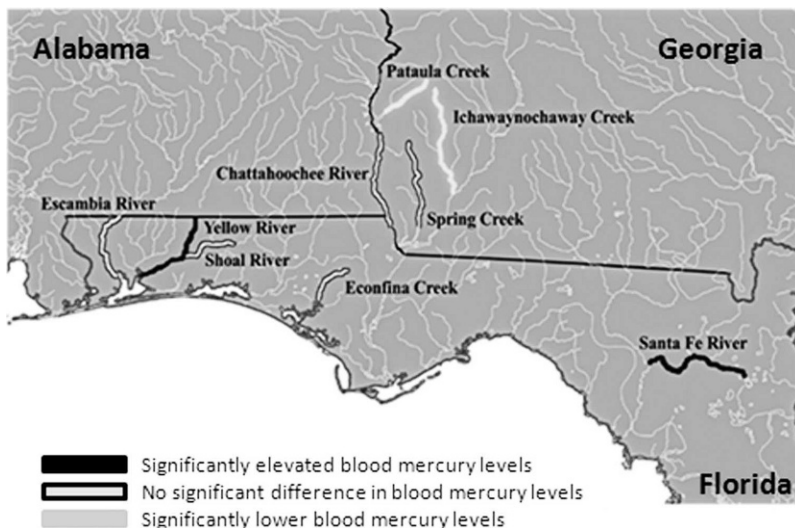 Alabama
Georgia
Pataula Creek
Ichawaynochaway Creek
Chattahoochee River
Escambia River
Spring Creek
Yellow River
Shoal River
Econfina Creek
Santa Fe River
Significantly elevated blood mercury levels
No significant difference in blood mercury levels
Florida
Significantly lower blood mercury levels